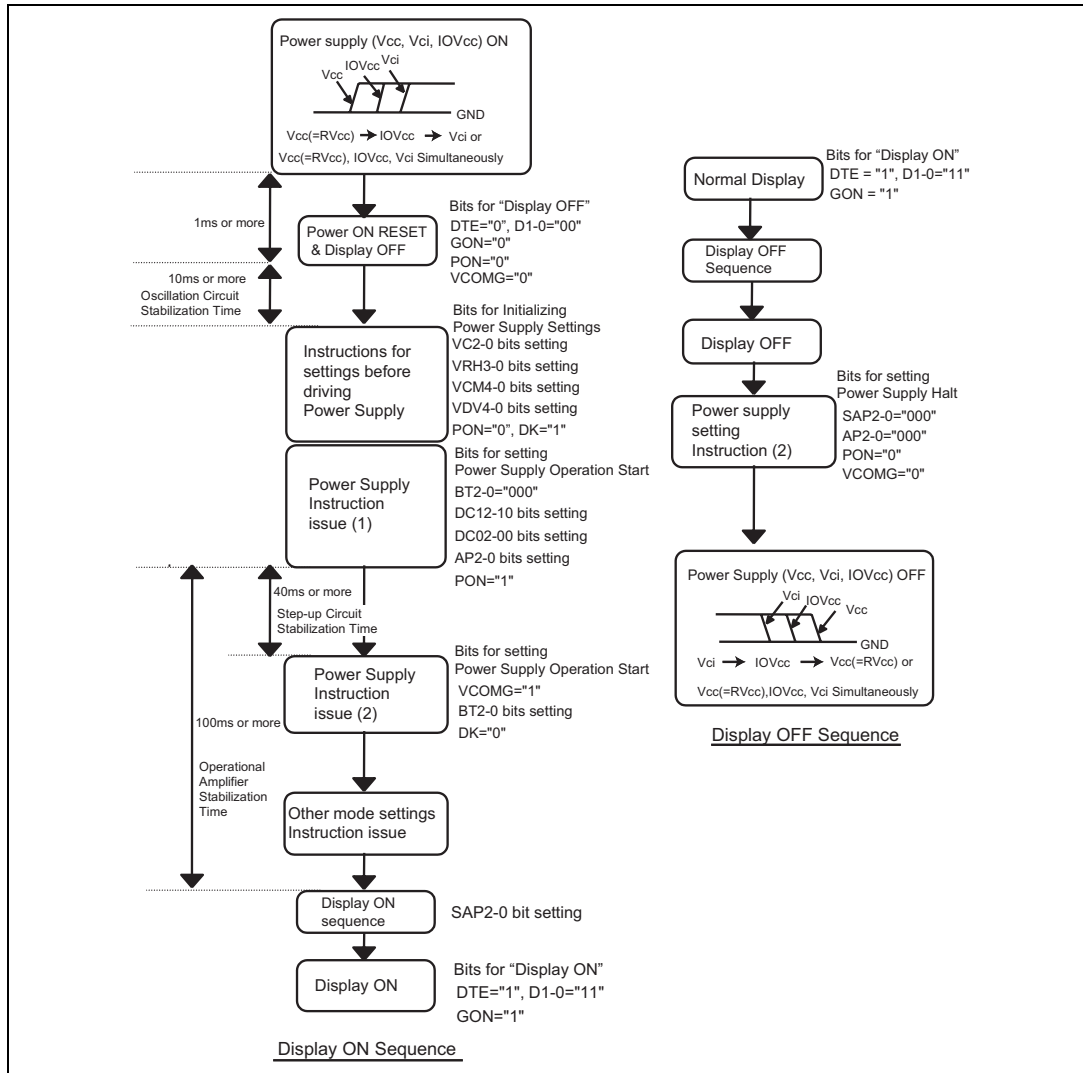 Power supply (Vcc, Vci, IOVcc) ON
Vcc
IOVcc
Vci
GND
Vcc(=RVcc) → IOVcc → Vci or
Vcc(=RVcc), IOVcc, Vci Simultaneously
1ms or more
Power ON RESET
& Display OFF
Bits for “Display OFF”
DTE="0”, D1-0="00"
GON="0"
PON="0"
VCOMG="0"
10ms or more
Oscillation Circuit
Stabilization Time
Instructions for
settings before
driving
Power Supply
Bits for Initializing
Power Supply Settings
VC2-0 bits setting
VRH3-0 bits setting
VCM4-0 bits setting
VDV4-0 bits setting
PON="0”, DK="1"
Power Supply
Instruction
issue (1)
Bits for setting
Power Supply Operation Start
BT2-0="000"
DC12-10 bits setting
DC02-00 bits setting
AP2-0 bits setting
PON="1"
40ms or more
Step-up Circuit
Stabilization Time
Power Supply
Instruction
issue (2)
Bits for setting
Power Supply Operation Start
VCOMG="1"
BT2-0 bits setting
DK="0"
100ms or more
Operational
Amplifier
Stabilization
Time
Other mode settings
Instruction issue
Display ON
sequence
SAP2-0 bit setting
Display ON
Bits for “Display ON”
DTE="1", D1-0="11"
GON="1"
Display ON Sequence
Normal Display
Bits for “Display ON”
DTE = "1", D1-0="11"
GON = "1"
Display OFF
Sequence
Display OFF
Power supply
setting
Instruction (2)
Bits for setting
Power Supply Halt
SAP2-0="000"
AP2-0="000"
PON="0"
VCOMG="0"
Power Supply (Vcc, Vci, IOVcc) OFF
Vci
IOVcc
Vcc
GND
Vci → IOVcc → Vcc(=RVcc) or
Vcc(=RVcc),IOVcc, Vci Simultaneously
Display OFF Sequence